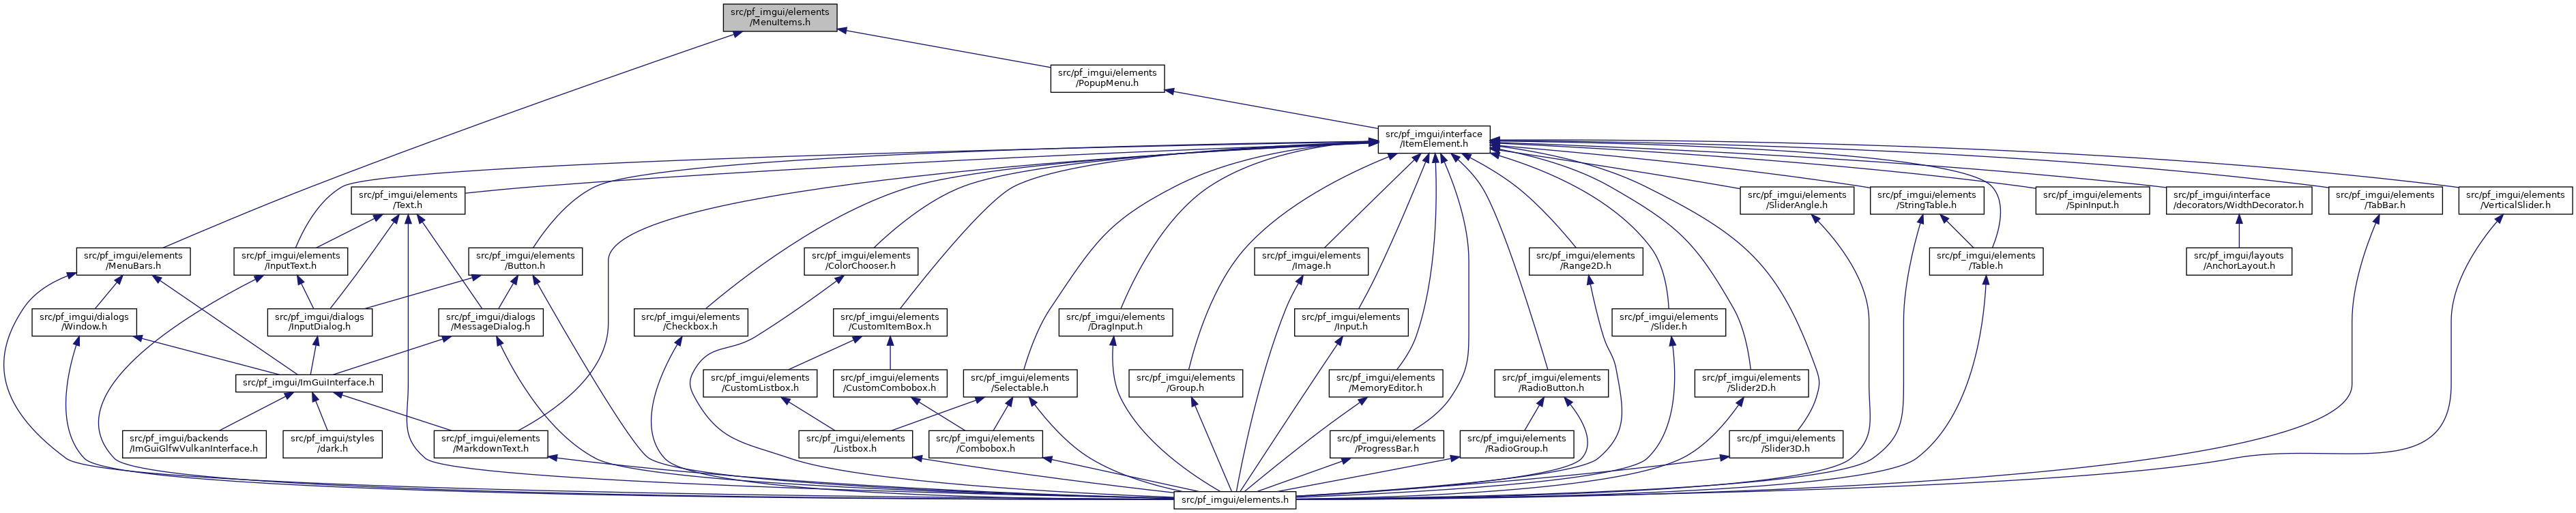 src/pf_imgui/elements
/MenuItems.h
src/pf_imgui/elements
/PopupMenu.h
src/pf_imgui/interface
/ItemElement.h
src/pf_imgui/elements
/Text.h
src/pf_imgui/elements
/SliderAngle.h
src/pf_imgui/elements
/StringTable.h
src/pf_imgui/elements
/SpinInput.h
src/pf_imgui/interface
/decorators/WidthDecorator.h
src/pf_imgui/elements
/TabBar.h
src/pf_imgui/elements
/VerticalSlider.h
src/pf_imgui/elements
/MenuBars.h
src/pf_imgui/elements
/InputText.h
src/pf_imgui/elements
/Button.h
src/pf_imgui/elements
/ColorChooser.h
src/pf_imgui/elements
/Image.h
src/pf_imgui/elements
/Range2D.h
src/pf_imgui/elements
/Table.h
src/pf_imgui/layouts
/AnchorLayout.h
src/pf_imgui/dialogs
/Window.h
src/pf_imgui/dialogs
/InputDialog.h
src/pf_imgui/dialogs
/MessageDialog.h
src/pf_imgui/elements
/Checkbox.h
src/pf_imgui/elements
/CustomItemBox.h
src/pf_imgui/elements
/DragInput.h
src/pf_imgui/elements
/Input.h
src/pf_imgui/elements
/Slider.h
src/pf_imgui/ImGuiInterface.h
src/pf_imgui/elements
/CustomListbox.h
src/pf_imgui/elements
/CustomCombobox.h
src/pf_imgui/elements
/Selectable.h
src/pf_imgui/elements
/Group.h
src/pf_imgui/elements
/MemoryEditor.h
src/pf_imgui/elements
/RadioButton.h
src/pf_imgui/elements
/Slider2D.h
src/pf_imgui/backends
/ImGuiGlfwVulkanInterface.h
src/pf_imgui/styles
/dark.h
src/pf_imgui/elements
/MarkdownText.h
src/pf_imgui/elements
/Listbox.h
src/pf_imgui/elements
/Combobox.h
src/pf_imgui/elements
/ProgressBar.h
src/pf_imgui/elements
/RadioGroup.h
src/pf_imgui/elements
/Slider3D.h
src/pf_imgui/elements.h